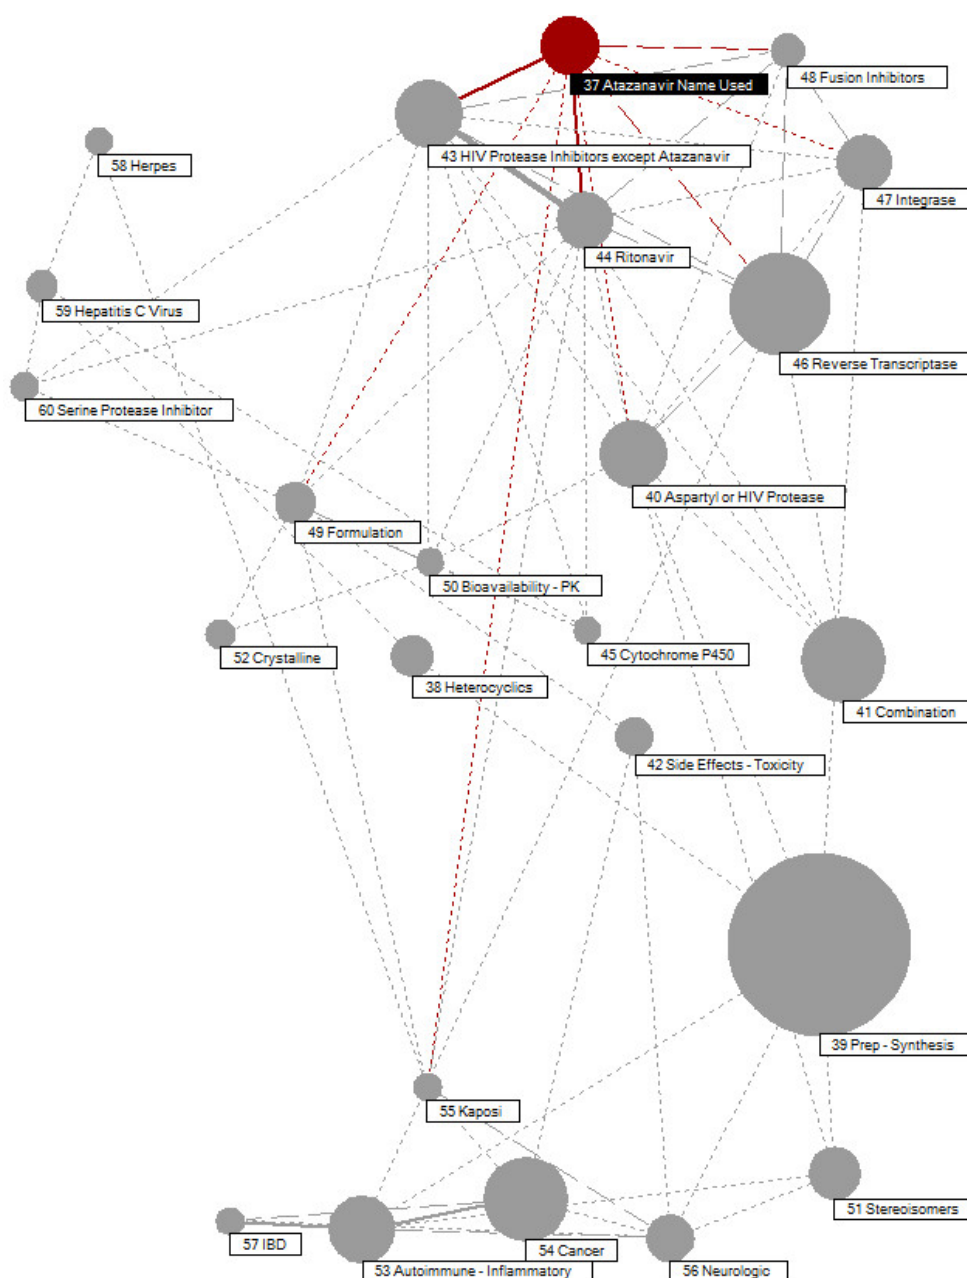 48 Fusion Inhibitors
37 Atazanavir Name Used
43 HIV Protease Inhibitors except Atazanavir
58 Herpes
47 Integrase
44 Ritonavir
59 Hepatitis C Virus
46 Reverse Transcriptase
60 Serine Protease Inhibitor
40 Aspartyl or HIV Protease
49 Formulation
50 Bioavailability - PK
45 Cytochrome P450
52 Crystalline
38 Heterocyclics
41 Combination
42 Side Effects - Toxicity
39 Prep - Synthesis
55 Kaposi
51 Stereoisomers
57 IBD
54 Cancer
53 Autoimmune - Inflammatory
56 Neurologic